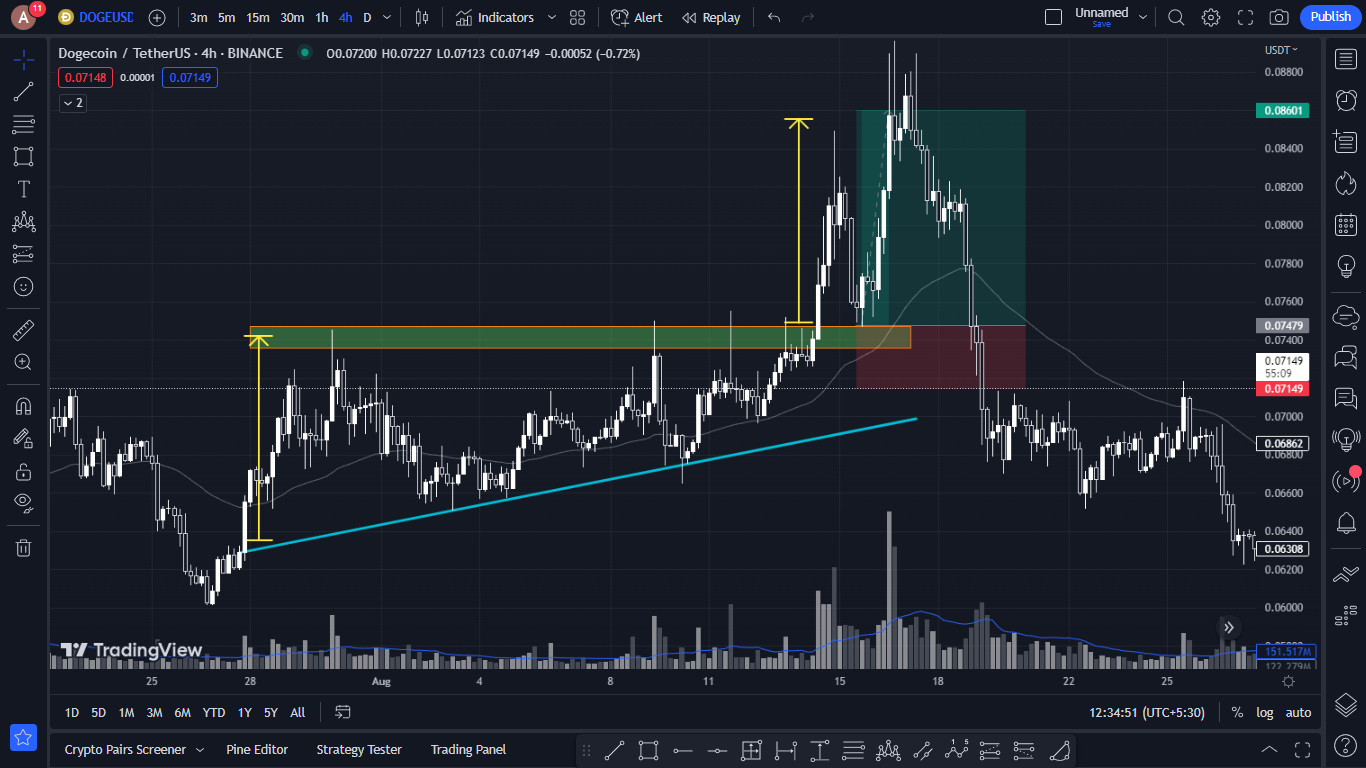 A 11 DOGEUSD 3m 5m 15m 30m 1h 4h D Indicators Alert Replay Unnamed Save Publish
Dogecoin / TetherUS · 4h · BINANCE O0.07200 H0.07227 L0.07123 C0.07149 −0.00052 (−0.72%)
0.07148 0.00001 0.07149
2
USDT
0.08800
0.08601
0.08400
0.08200
0.08000
0.07800
0.07600
0.07479
0.07400
0.07149
55:09
0.07149
0.07000
0.06862
0.06800
0.06600
0.06400
0.06308
0.06200
0.06000
151.517M
122.279M
TradingView
25 28 Aug 4 8 11 15 18 22 25
1D 5D 1M 3M 6M YTD 1Y 5Y All 12:34:51 (UTC+5:30) % log auto
Crypto Pairs Screener Pine Editor Strategy Tester Trading Panel